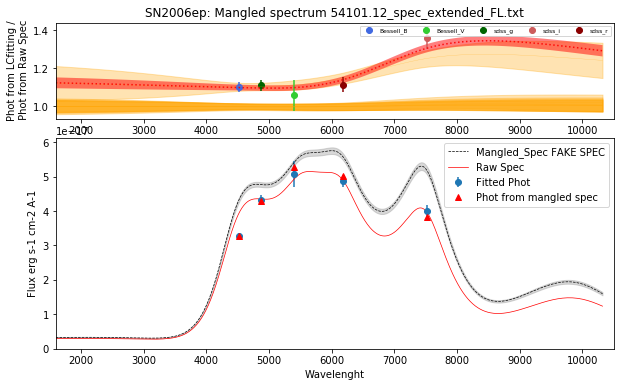 SN2006ep: Mangled spectrum 54101.12_spec_extended_FL.txt
Phot from LCfitting /
Phot from Raw Spec
1.4
1.2
1.0
Bessell_B Bessell_V sdss_g sdss_i sdss_r
2000 3000 4000 5000 6000 7000 8000 9000 10000
Flux erg s-1 cm-2 A-1
6
5
4
3
2
1
0
Mangled_Spec FAKE SPEC
Raw Spec
Fitted Phot
Phot from mangled spec
2000 3000 4000 5000 6000 7000 8000 9000 10000
Wavelenght